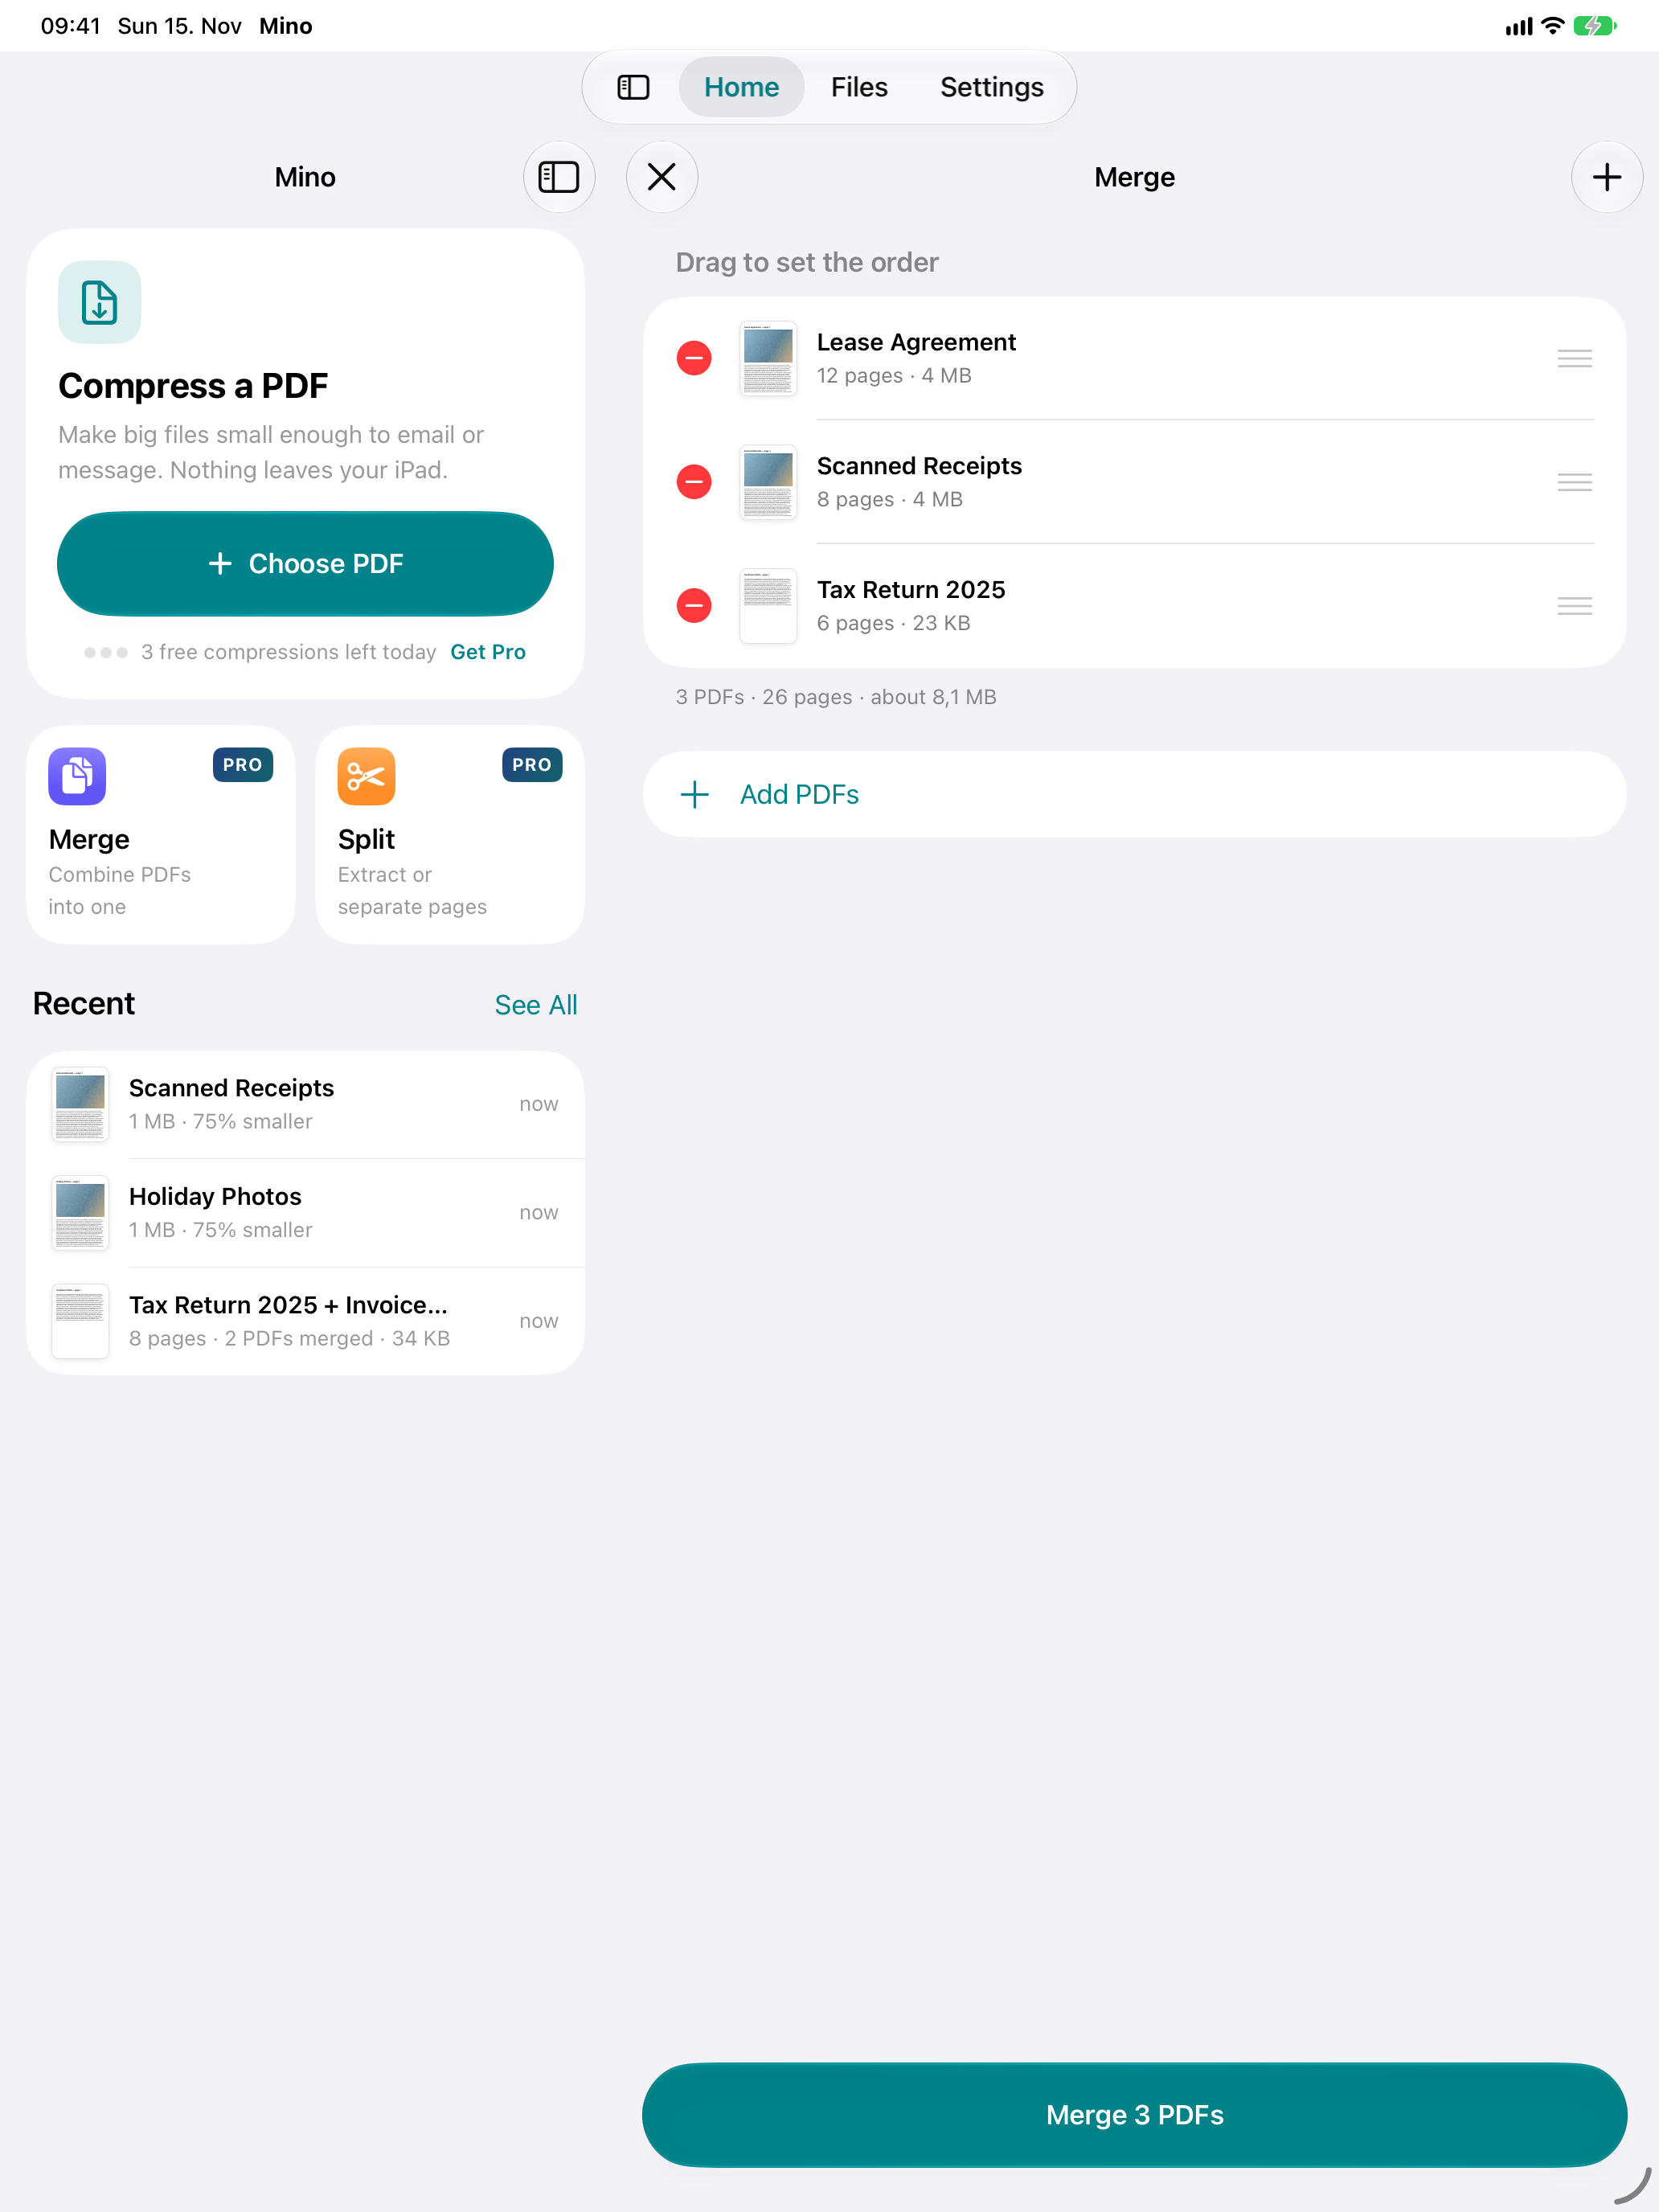 09:41 Sun 15. Nov Mino
Home Files Settings
Mino
Compress a PDF
Make big files small enough to email or
message. Nothing leaves your iPad.
Choose PDF
3 free compressions left today Get Pro
PRO
Merge
Combine PDFs
into one
PRO
Split
Extract or
separate pages
Recent See All
Scanned Receipts
1 MB · 75% smaller
now
Holiday Photos
1 MB · 75% smaller
now
Tax Return 2025 + Invoice...
8 pages · 2 PDFs merged · 34 KB
now
Merge
Drag to set the order
Lease Agreement
12 pages · 4 MB
Scanned Receipts
8 pages · 4 MB
Tax Return 2025
6 pages · 23 KB
3 PDFs · 26 pages · about 8,1 MB
Add PDFs
Merge 3 PDFs